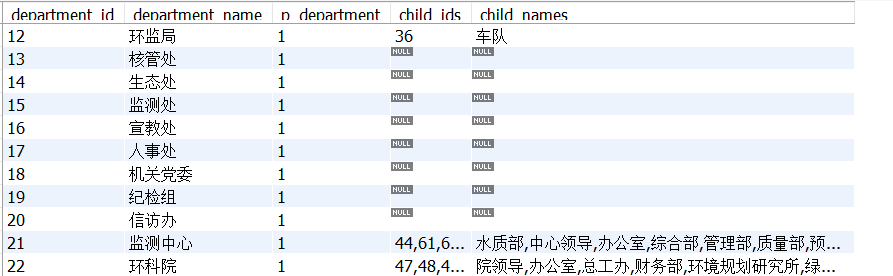 department_id department_name p_department_ child_ids child_names
12 环监局 1 36 车队
13 核管处 1 NULL NULL
14 生态处 1 NULL NULL
15 监测处 1 NULL NULL
16 宣教处 1 NULL NULL
17 人事处 1 NULL NULL
18 机关党委 1 NULL NULL
19 纪检组 1 NULL NULL
20 信访办 1 NULL NULL
21 监测中心 1 44,61,6... 水质部,中心领导,办公室,综合部,管理部,质量部,预...
22 环科院 1 47,48,4... 院领导,办公室,总工办,财务部,环境规划研究所,绿...